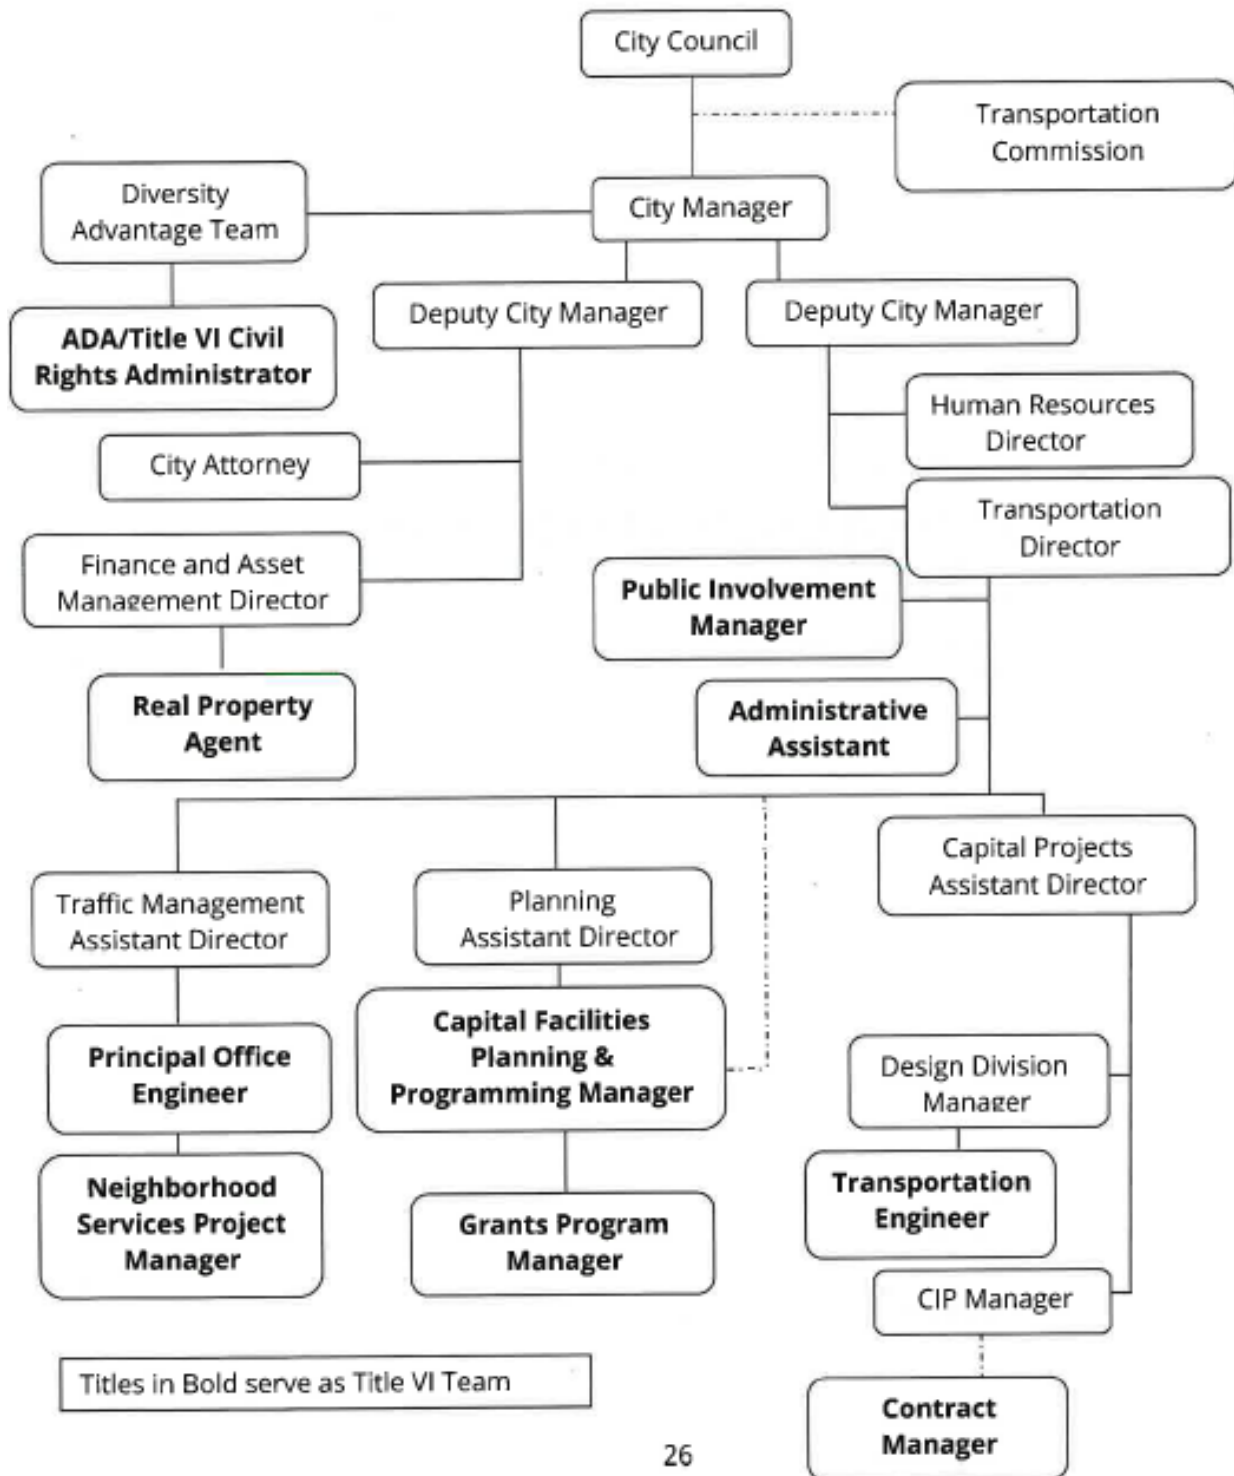 City Council
Transportation
Commission
Diversity
Advantage Team
City Manager
Deputy City Manager
Deputy City Manager
ADA/Title VI Civil
Rights Administrator
Human Resources
Director
City Attorney
Transportation
Director
Finance and Asset
Management Director
Public Involvement
Manager
Real Property
Agent
Administrative
Assistant
Capital Projects
Assistant Director
Traffic Management
Assistant Director
Planning
Assistant Director
Capital Facilities
Planning &
Programming Manager
Principal Office
Engineer
Design Division
Manager
Neighborhood
Services Project
Manager
Grants Program
Manager
Transportation
Engineer
CIP Manager
Titles in Bold serve as Title VI Team
Contract
Manager
26